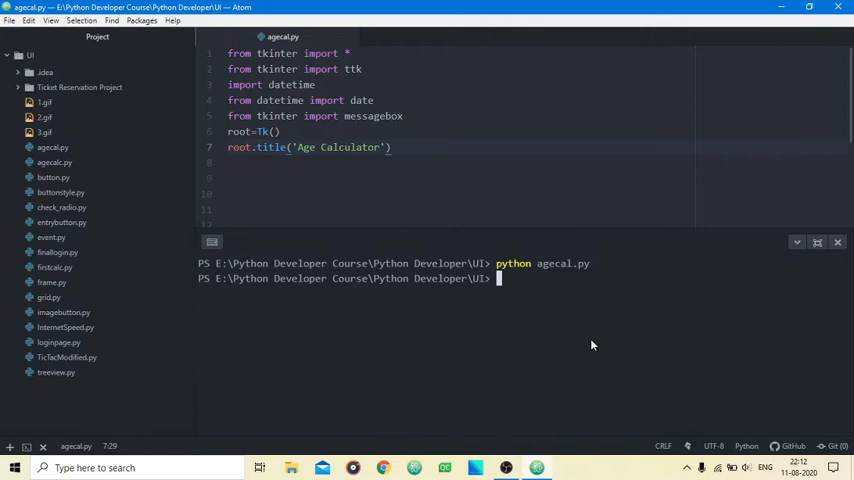 agecal.py — E:\Python Developer Course\Python Developer\UI — Atom
File Edit View Selection Find Packages Help
Project
agecal.py
UI
.idea
Ticket Reservation Project
1.gif
2.gif
3.gif
agecal.py
agecalc.py
button.py
buttonstyle.py
check_radio.py
entrybutton.py
event.py
finallogin.py
firstcalc.py
frame.py
grid.py
imagebutton.py
InternetSpeed.py
loginpage.py
TicTacModified.py
treeview.py
1 from tkinter import *
2 from tkinter import ttk
3 import datetime
4 from datetime import date
5 from tkinter import messagebox
6 root=Tk()
7 root.title('Age Calculator')
8
9
10
11
12
PS E:\Python Developer Course\Python Developer\UI> python agecal.py
PS E:\Python Developer Course\Python Developer\UI>
agecal.py 7:29
CRLF UTF-8 Python GitHub Git (0)
Type here to search
QC
ENG
22:12
11-08-2020